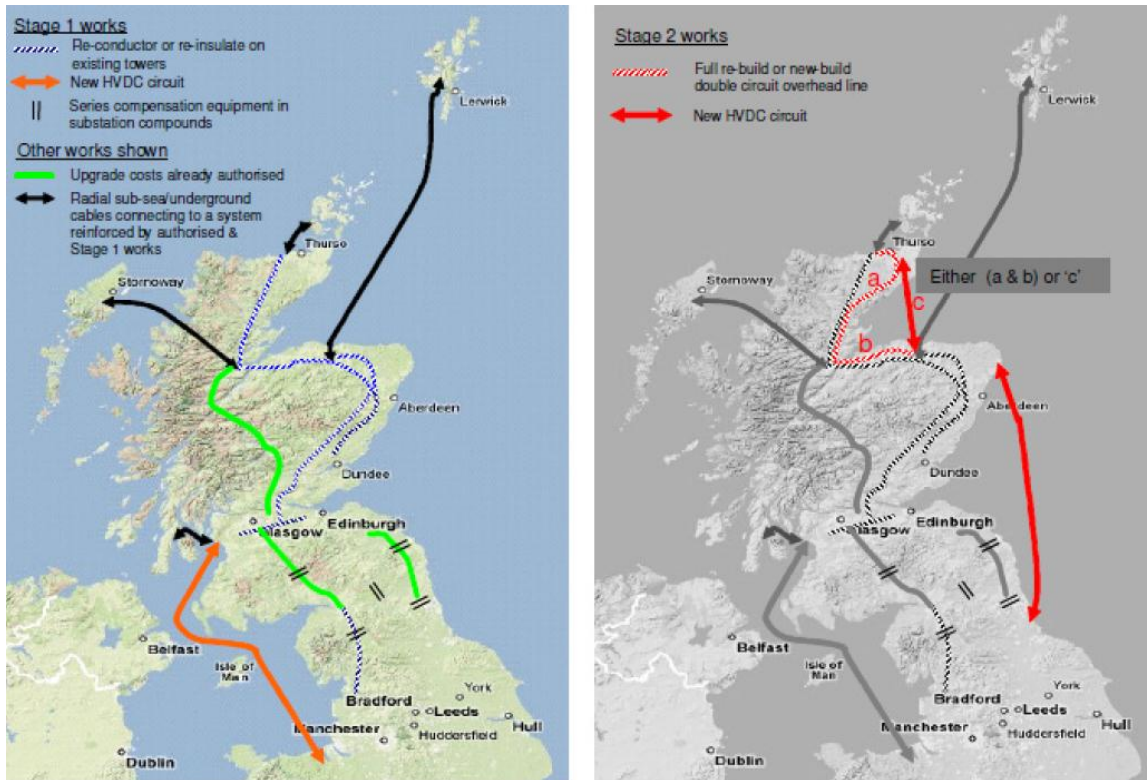 Stage 1 works
Re-conductor or re-insulate on
existing towers
New HVDC circuit
Series compensation equipment in
substation compounds
Other works shown
Upgrade costs already authorised
Radial sub-sea/underground
cables connecting to a system
reinforced by authorised &
Stage 1 works
Lerwick
Thurso
Stornoway
Aberdeen
Dundee
Edinburgh
Glasgow
Belfast
Isle of
Man
York
Bradford
Leeds
Hull
Manchester
Huddersfield
Dublin
Stage 2 works
Full re-build or new-build
double circuit overhead line
New HVDC circuit
Lerwick
Thurso
Either (a & b) or 'c'
a
Stornoway
c
b
Aberdeen
Dundee
Edinburgh
Glasgow
Belfast
Isle of
Man
York
Bradford
Leeds
Hull
Manchester
Huddersfield
Dublin